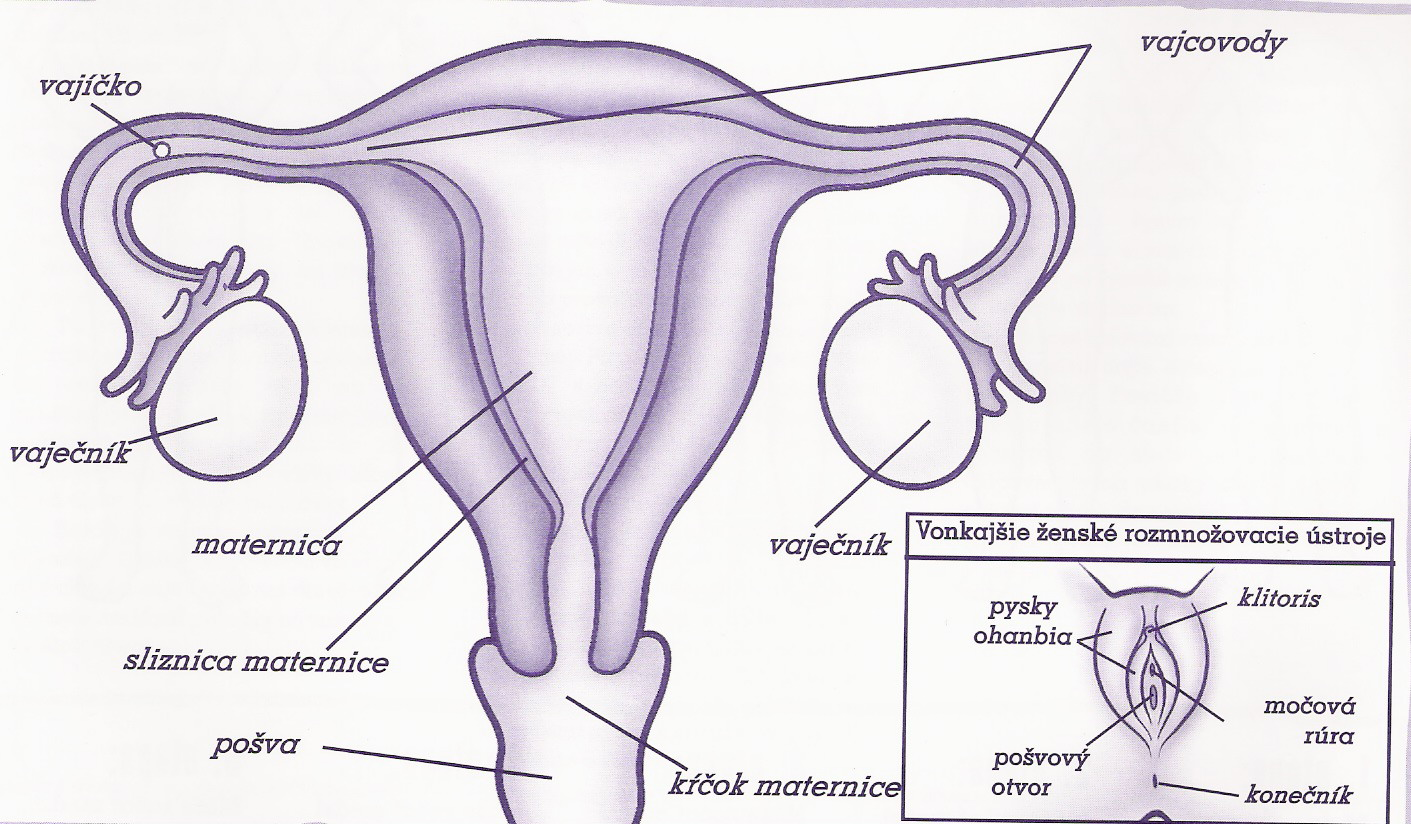 vajcovody
vajíčko
vaječník
maternica
vaječník
sliznica maternice
pošva
kŕčok maternice
Vonkajšie ženské rozmnožovacie ústroje
klitoris
pysky
ohanbia
močová
rúra
pošvový
otvor
konečník